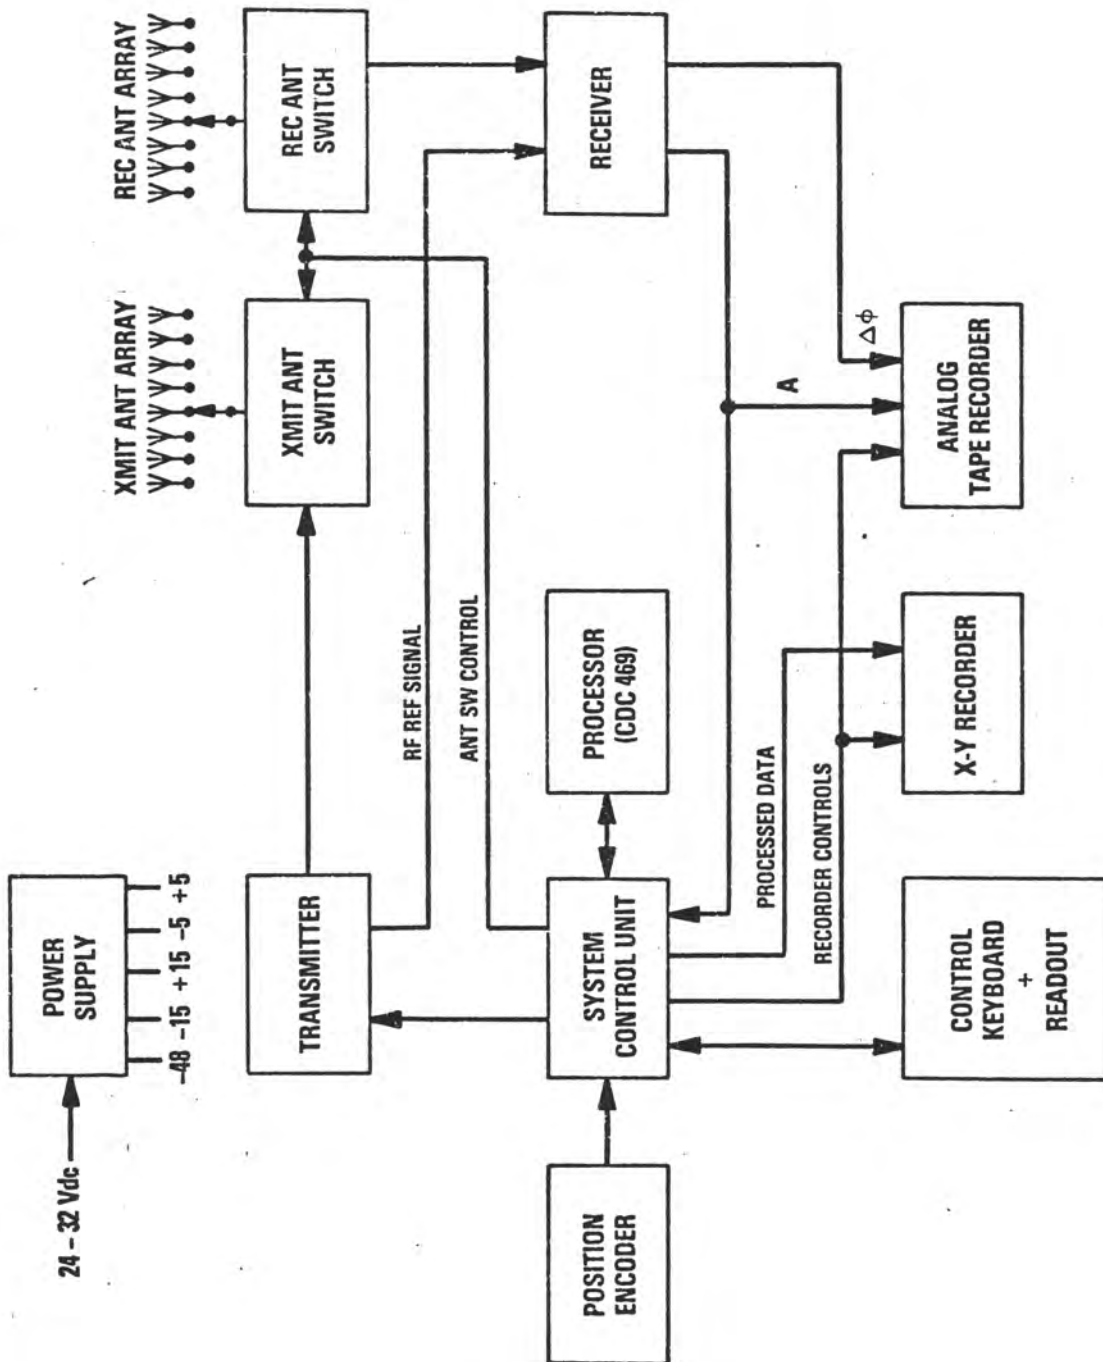 24 – 32 Vdc
POWER
SUPPLY
–48 –15 +15 –5 +5
XMIT ANT ARRAY
REC ANT ARRAY
TRANSMITTER
XMIT ANT
SWITCH
REC ANT
SWITCH
RF REF SIGNAL
ANT SW CONTROL
POSITION
ENCODER
SYSTEM
CONTROL UNIT
PROCESSOR
(CDC 469)
RECEIVER
PROCESSED DATA
RECORDER CONTROLS
A
Δϕ
CONTROL
KEYBOARD
+
READOUT
X-Y RECORDER
ANALOG
TAPE RECORDER